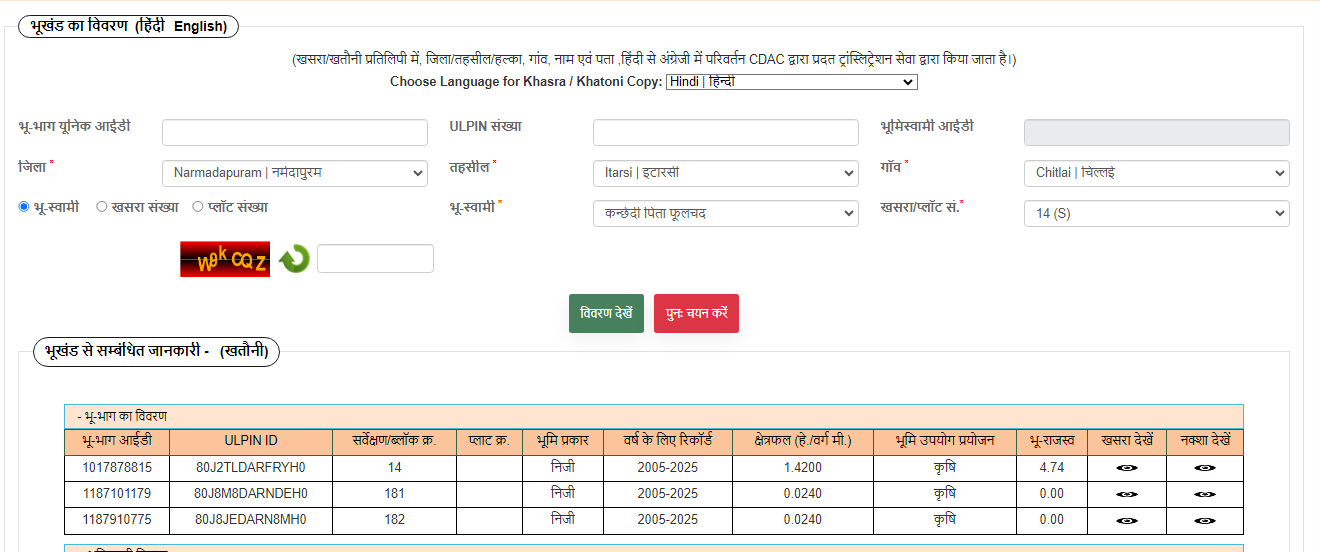 भूखंड का विवरण (हिंदी English)
(खसरा/खतौनी प्रतिलिपी में, जिला/तहसील/हल्का, गांव, नाम एवं पता ,हिंदी से अंग्रेजी में परिवर्तन CDAC द्वारा प्रदत ट्रांस्लिट्रेशन सेवा द्वारा किया जाता है।)
Choose Language for Khasra / Khatoni Copy: Hindi | हिन्दी
भू-भाग यूनिक आईडी ULPIN संख्या भूमिस्वामी आईडी
जिला * Narmadapuram | नर्मदापुरम तहसील * Itarsi | इटारसी गाँव * Chitlai | चिल्लई
भू-स्वामी खसरा संख्या प्लॉट संख्या भू-स्वामी * कन्छेदी पिता फूलचद खसरा/प्लॉट सं.* 14 (S)
W9kCQZ
विवरण देखें पुनः चयन करें
भूखंड से सम्बंधित जानकारी - (खतौनी)
- भू-भाग का विवरण
भू-भाग आईडी ULPIN ID सर्वेक्षण/ब्लॉक क्र. प्लाट क्र. भूमि प्रकार वर्ष के लिए रिकॉर्ड क्षेत्रफल (हे./वर्ग मी.) भूमि उपयोग प्रयोजन भू-राजस्व खसरा देखें नक्शा देखें
1017878815 80J2TLDARFRYH0 14 निजी 2005-2025 1.4200 कृषि 4.74
1187101179 80J8M8DARNDEH0 181 निजी 2005-2025 0.0240 कृषि 0.00
1187910775 80J8JEDARN8MH0 182 निजी 2005-2025 0.0240 कृषि 0.00